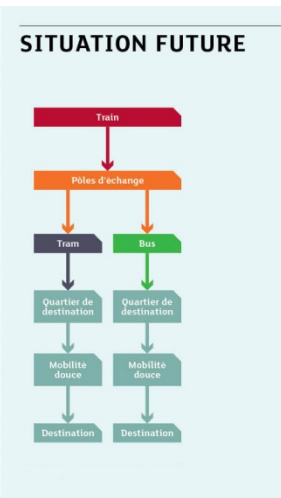 SITUATION FUTURE
Train
Pôles d'échange
Tram
Bus
Quartier de
destination
Quartier de
destination
Mobilité
douce
Mobilité
douce
Destination
Destination